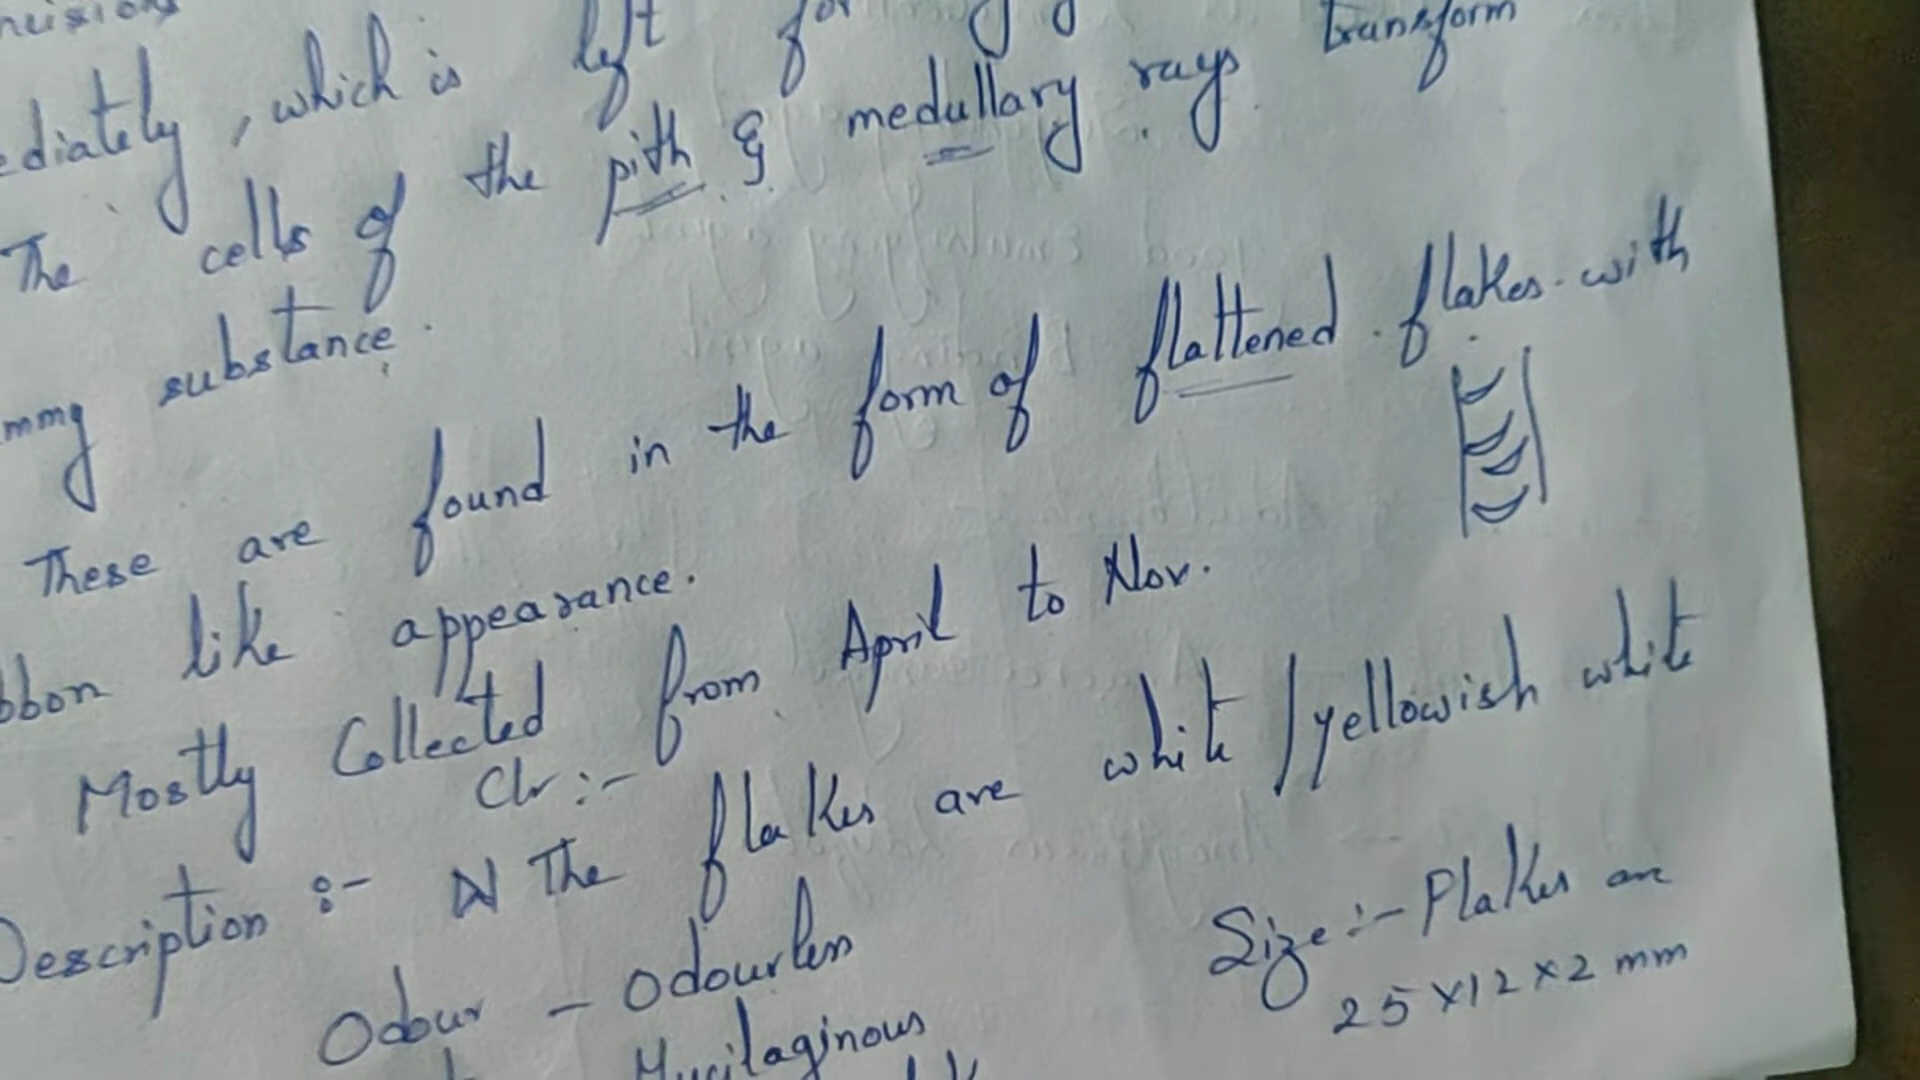 ediately, which is left for
The cells of the pith & medullary rays transform
mmy substance.
These are found in the form of flattened flakes with
bbon like appearance.
Mostly Collected from April to Nov.
Clr :-
Description :- The flakes are white / yellowish white
Odour - Odourless
Size :- Flakes are
25 x 12 x 2 mm
Mucilaginous